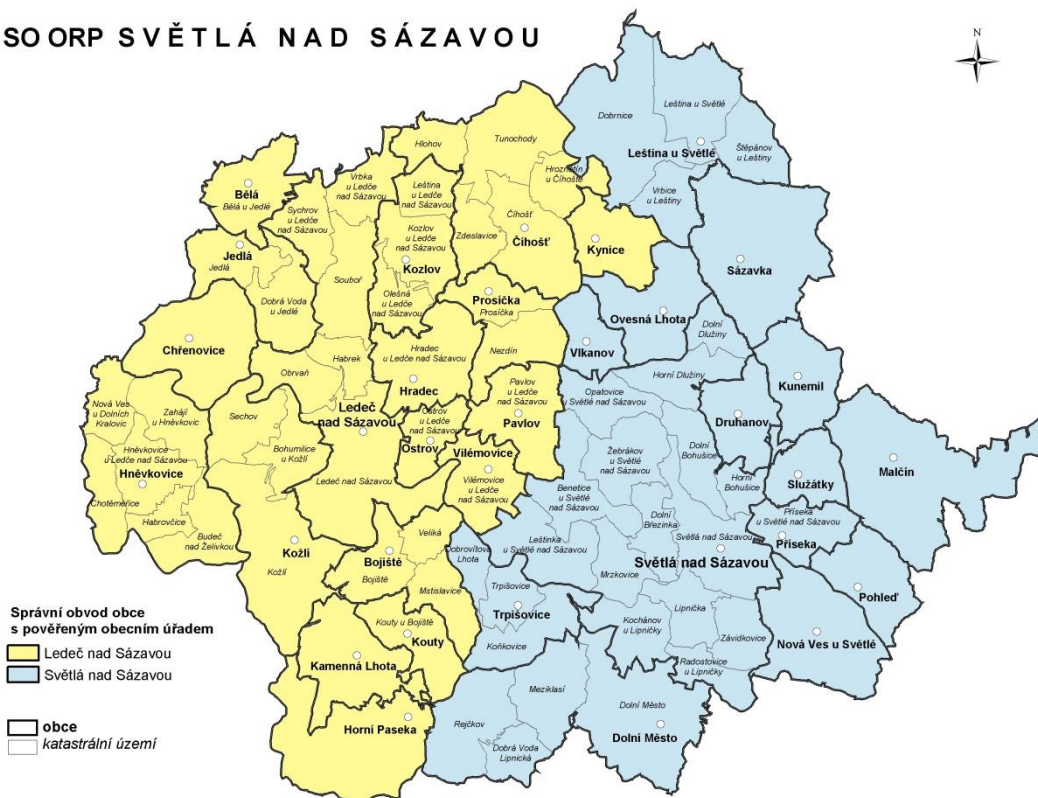 SO ORP SVĚTLÁ NAD SÁZAVOU
N
Dobrnice
Leština u Světlé
Leština u Světlé
Štěpánov
u Leštiny
Vrbice
u Leštiny
Hlohov
Tunochody
Hroznětín
u Číhoště
Číhošť
Číhošť
Zdeslavice
Kynice
Bělá
Bělá u Jedlé
Vrbka
u Ledče
nad Sázavou
Sychrov
u Ledče
nad Sázavou
Leština
u Ledče
nad Sázavou
Kozlov
u Ledče
nad Sázavou
Kozlov
Olešná
u Ledče
nad Sázavou
Jedlá
Jedlá
Souboř
Dobrá Voda
u Jedlé
Sázavka
Prosíčka
Prosíčka
Ovesná Lhota
Dolní
Dlužiny
Vlkanov
Chřenovice
Hradec
u Ledče nad Sázavou
Hradec
Nezdín
Habrek
Obrvaň
Horní Dlužiny
Kunemil
Pavlov
u Ledče
nad Sázavou
Pavlov
Opatovice
u Světlé nad Sázavou
Nová Ves
u Dolních
Kralovic
Zahájí
u Hněvkovic
Sechov
Ledeč
nad Sázavou
Ostrov
u Ledče
nad Sázavou
Ostrov
Druhanov
Hněvkovice
u Ledče nad Sázavou
Hněvkovice
Bohumilice
u Kožlí
Ledeč nad Sázavou
Vilémovice
Vilémovice
u Ledče
nad Sázavou
Žebrákov
u Světlé
nad Sázavou
Dolní
Bohušice
Horní
Bohušice
Malčín
Služátky
Benetice
u Světlé
nad Sázavou
Chotěměřice
Habrovčice
Budeč
nad Želivkou
Dolní
Březinka
Příseka
u Světlé nad Sázavou
Příseka
Kožlí
Kožlí
Veliká
Bojiště
Bojiště
Dobrovítova
Lhota
Leštinka
u Světlé nad Sázavou
Světlá nad Sázavou
Světlá nad Sázavou
Mrzkovice
Mstislavice
Trpišovice
Trpišovice
Pohleď
Kouty u Bojiště
Kouty
Koňkovice
Kochánov
u Lipničky
Lipnička
Závidkovice
Nová Ves u Světlé
Kamenná Lhota
Radostovice
u Lipničky
Meziklasí
Horní Paseka
Rejčkov
Dobrá Voda
Lipnická
Dolní Město
Dolní Město
Správní obvod obce
s pověřeným obecním úřadem
Ledeč nad Sázavou
Světlá nad Sázavou
obce
katastrální území